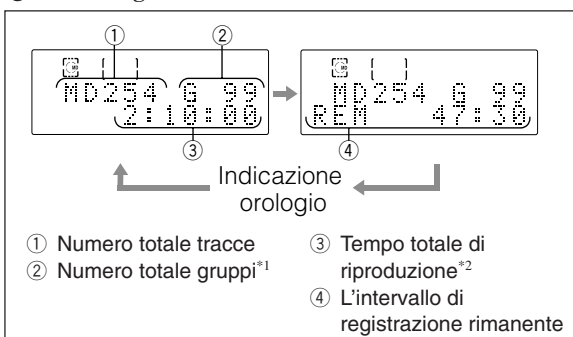 ① ②
MD254 G 99
2:10:00
③
MD254 G 99
REM 47:30
④
Indicazione
orologio
① Numero totale tracce
② Numero totale gruppi*1
③ Tempo totale di
riproduzione*2
④ L'intervallo di
registrazione rimanente